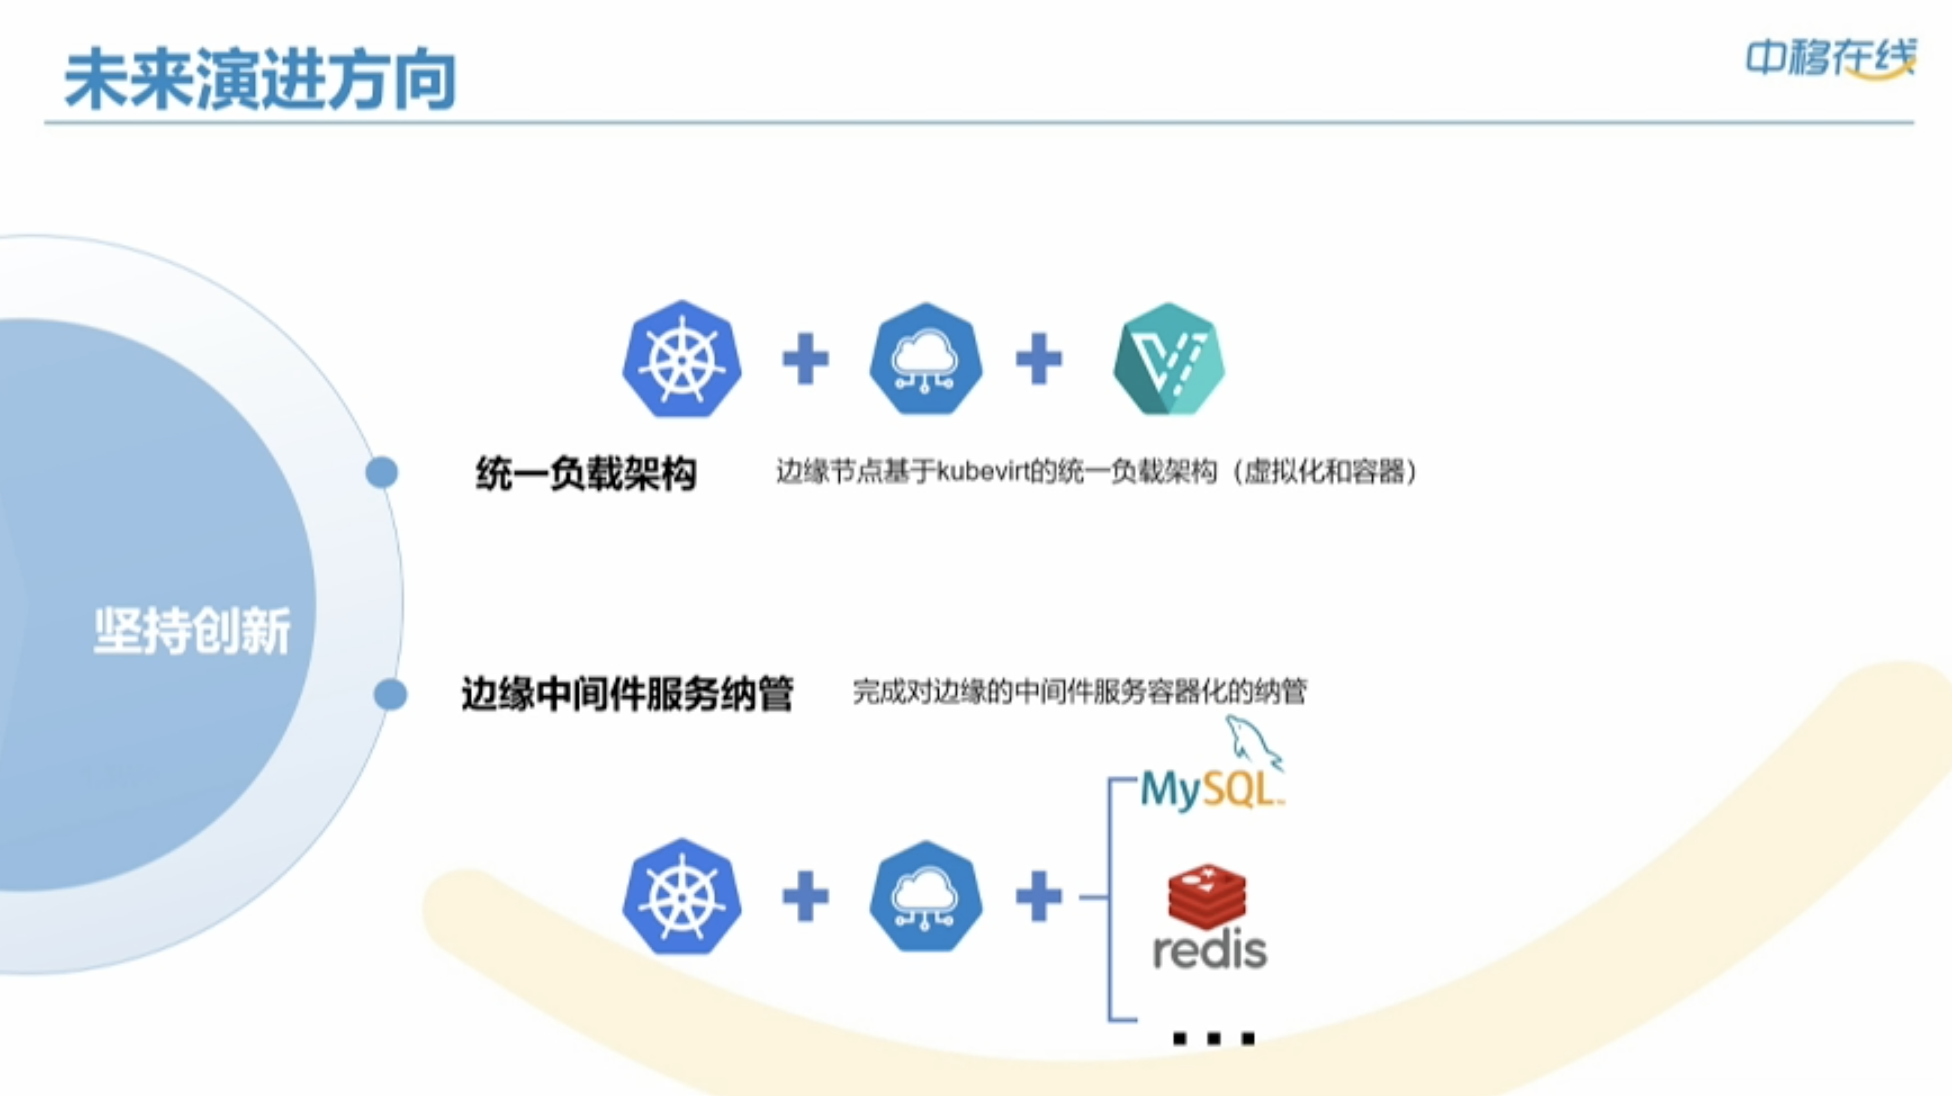 未来演进方向
中移在线
统一负载架构
边缘节点基于kubevirt的统一负载架构（虚拟化和容器）
坚持创新
边缘中间件服务纳管
完成对边缘的中间件服务容器化的纳管
MySQL™
redis
...